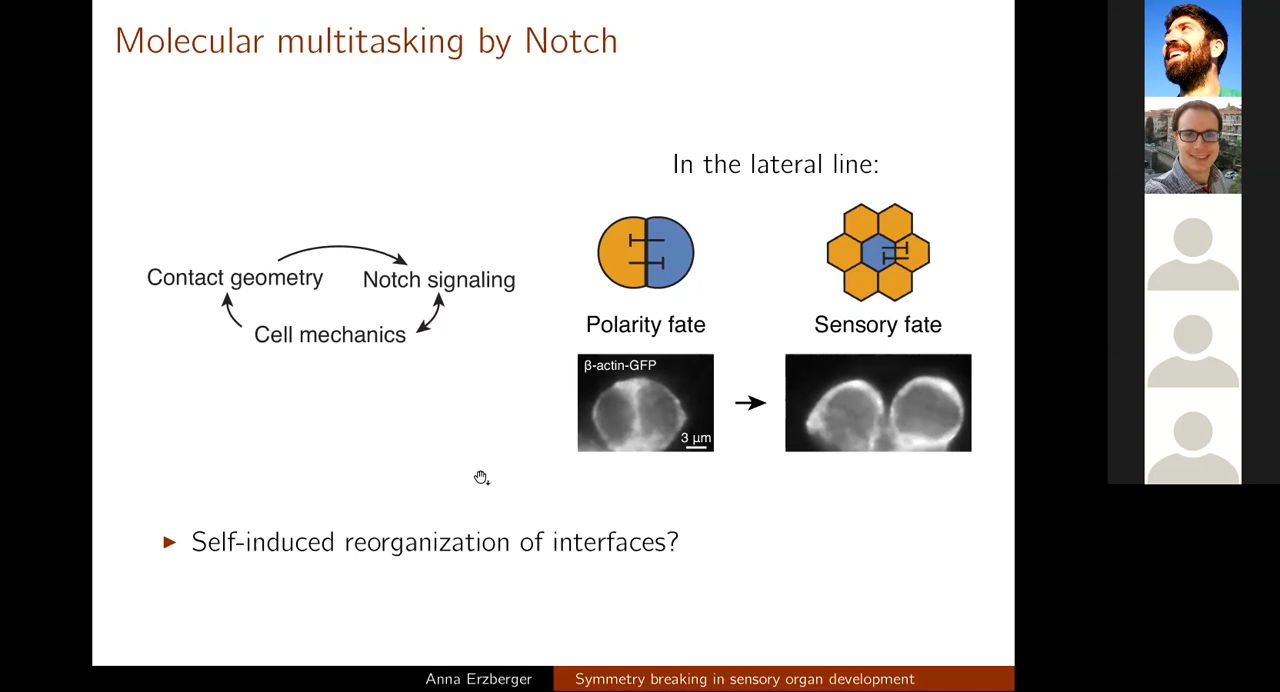 Molecular multitasking by Notch
In the lateral line:
Contact geometry
Notch signaling
Cell mechanics
Polarity fate
Sensory fate
β-actin-GFP
3 μm
► Self-induced reorganization of interfaces?
Anna Erzberger
Symmetry breaking in sensory organ development